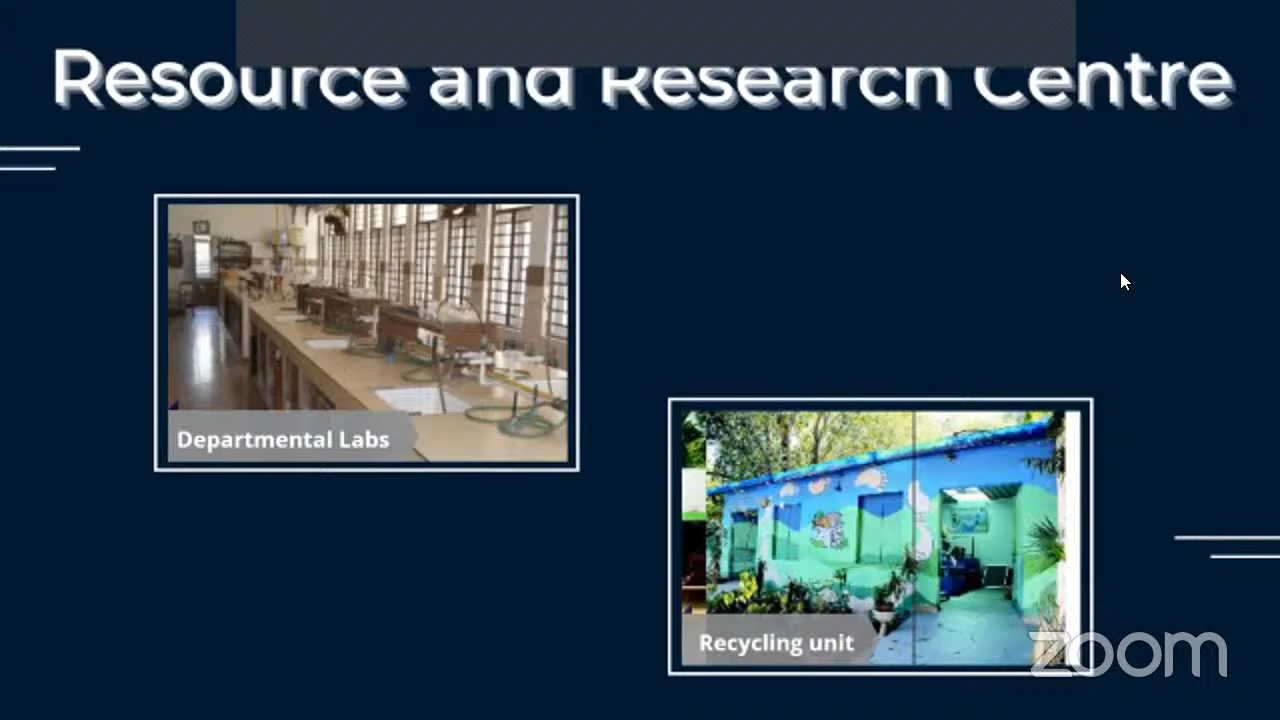 Resource and Research Centre
Departmental Labs
Recycling unit
zoom